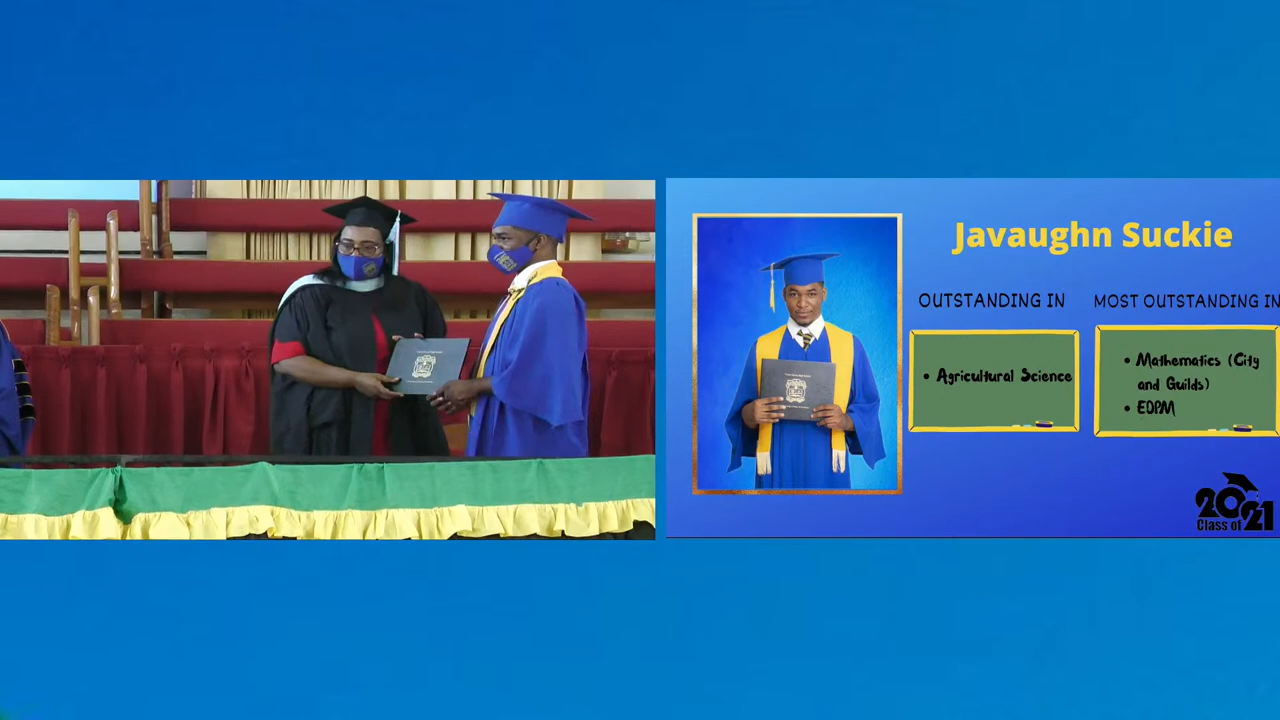 Javaughn Suckie
OUTSTANDING IN
MOST OUTSTANDING IN
• Agricultural Science
• Mathematics (City
and Guilds)
• EDPM
2021
Class of